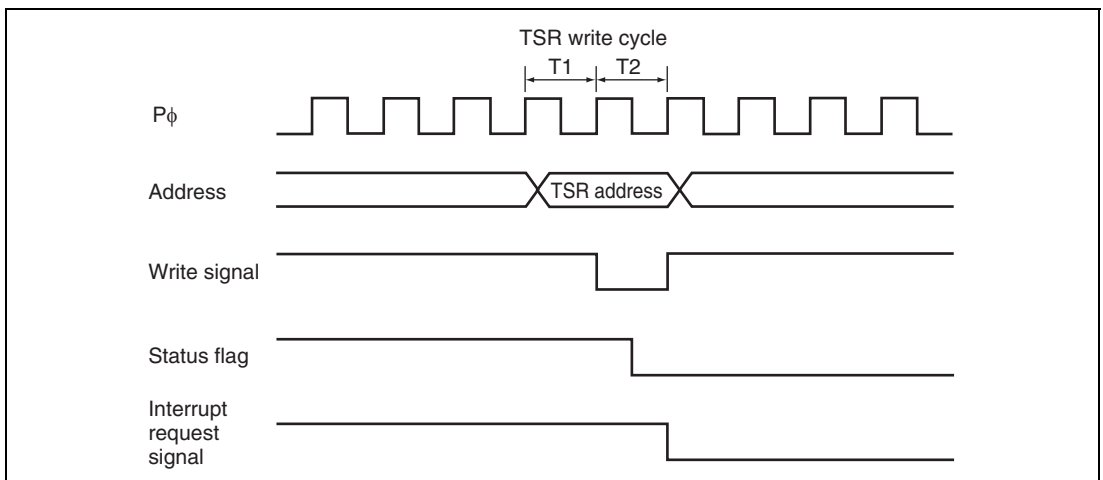 TSR write cycle
T1 T2
Pϕ
Address
TSR address
Write signal
Status flag
Interrupt
request
signal